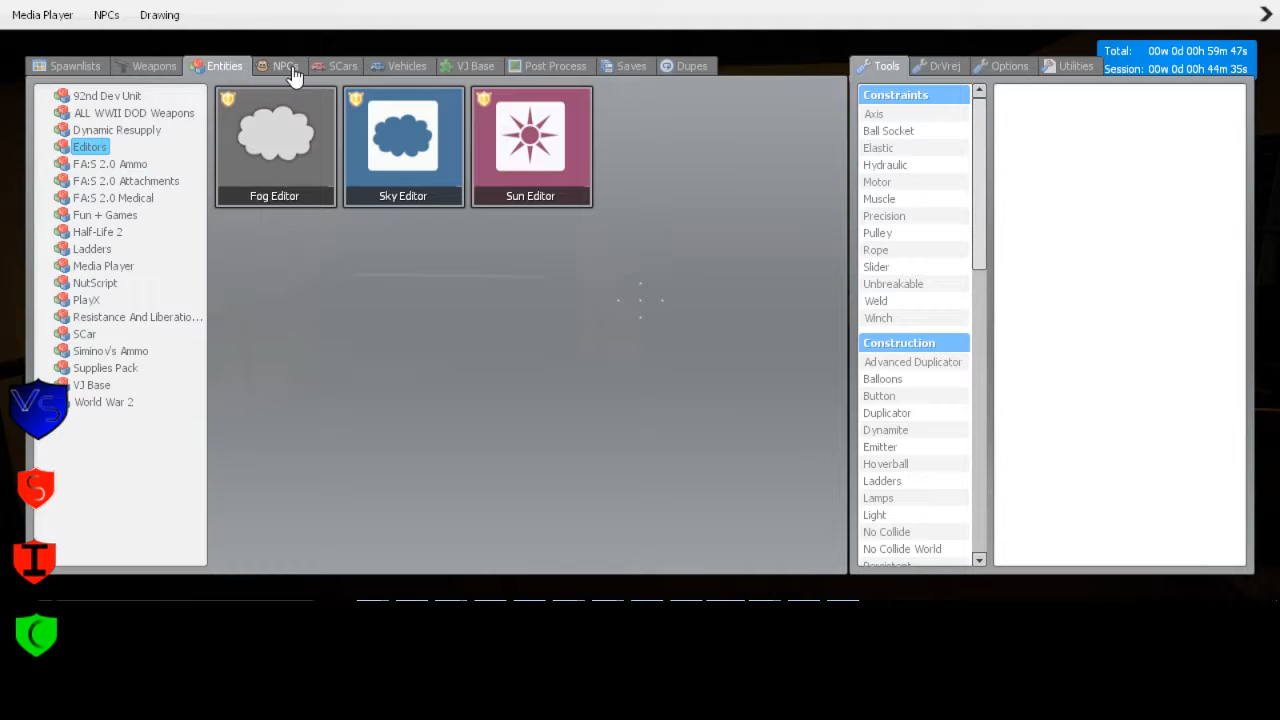 Media Player NPCs Drawing
Total: 00w 0d 00h 59m 47s
Session: 00w 0d 00h 44m 35s
Spawnlists Weapons Entities NPCs SCars Vehicles VJ Base Post Process Saves Dupes
Tools DrVrej Options Utilities
92nd Dev Unit
ALL WWII DOD Weapons
Dynamic Resupply
Editors
FA:S 2.0 Ammo
FA:S 2.0 Attachments
FA:S 2.0 Medical
Fun + Games
Half-Life 2
Ladders
Media Player
NutScript
PlayX
Resistance And Liberatio...
SCar
Siminov's Ammo
Supplies Pack
VJ Base
World War 2
Fog Editor
Sky Editor
Sun Editor
Constraints
Axis
Ball Socket
Elastic
Hydraulic
Motor
Muscle
Precision
Pulley
Rope
Slider
Unbreakable
Weld
Winch
Construction
Advanced Duplicator
Balloons
Button
Duplicator
Dynamite
Emitter
Hoverball
Ladders
Lamps
Light
No Collide
No Collide World
Persistent
VS
S
I
C